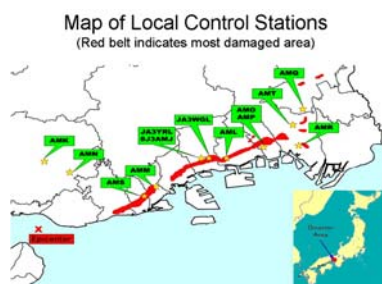 Map of Local Control Stations
(Red belt indicates most damaged area)
AMQ
AMT
AMO
AMP
JA3WGL
JA3YRL
AML
AMR
AMK
AMN
AMM
AMS
Epicenter
Area